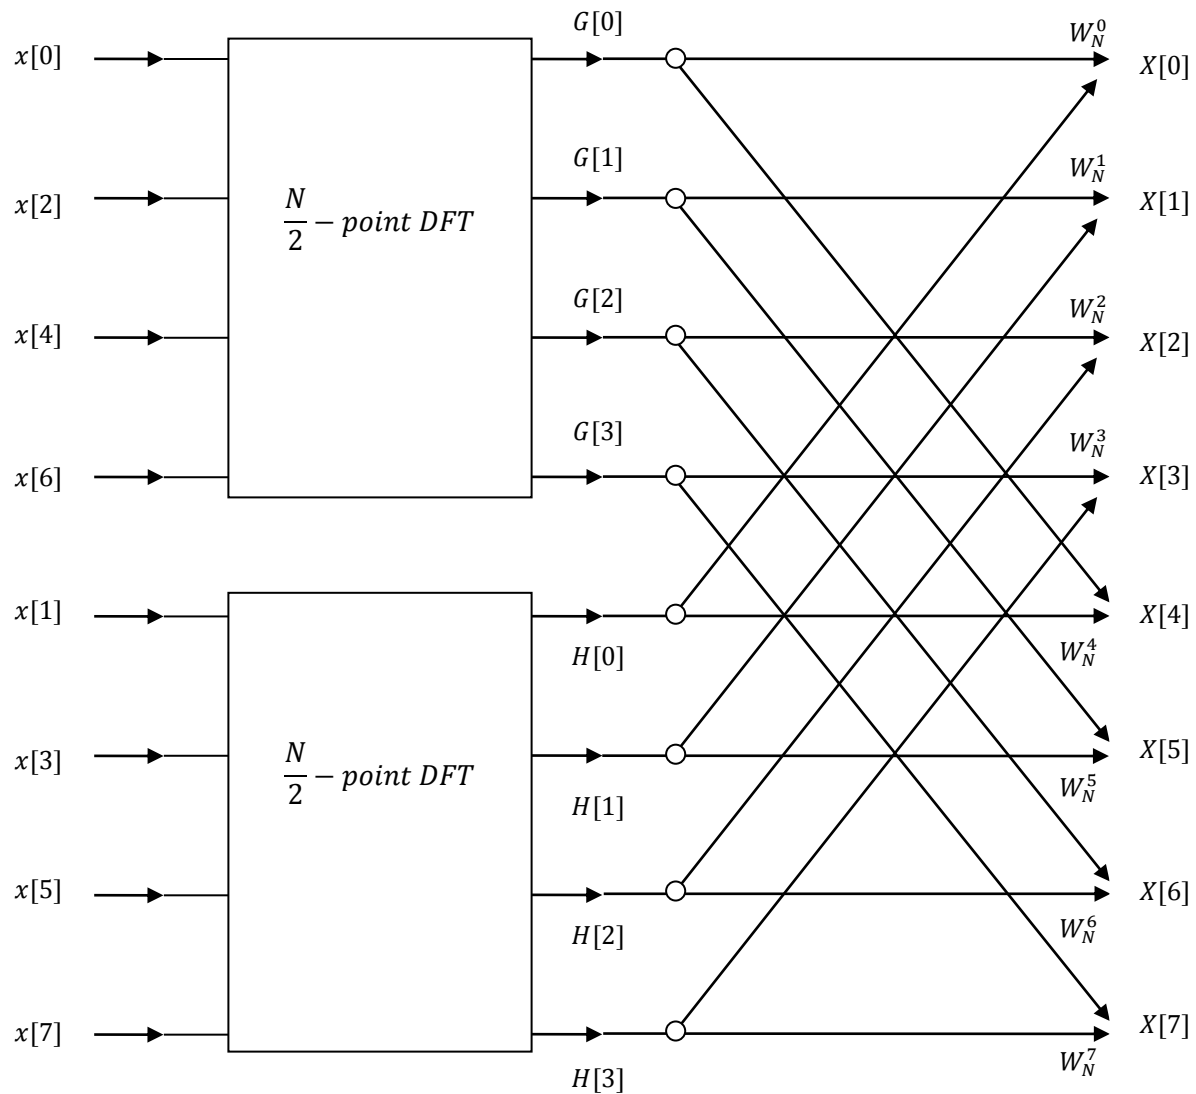 G[0]
W_N^0
x[0]
X[0]
G[1]
W_N^1
x[2]
N/2 − point DFT
X[1]
G[2]
W_N^2
x[4]
X[2]
G[3]
W_N^3
x[6]
X[3]
x[1]
X[4]
H[0]
W_N^4
x[3]
N/2 − point DFT
X[5]
H[1]
W_N^5
x[5]
X[6]
H[2]
W_N^6
x[7]
X[7]
H[3]
W_N^7